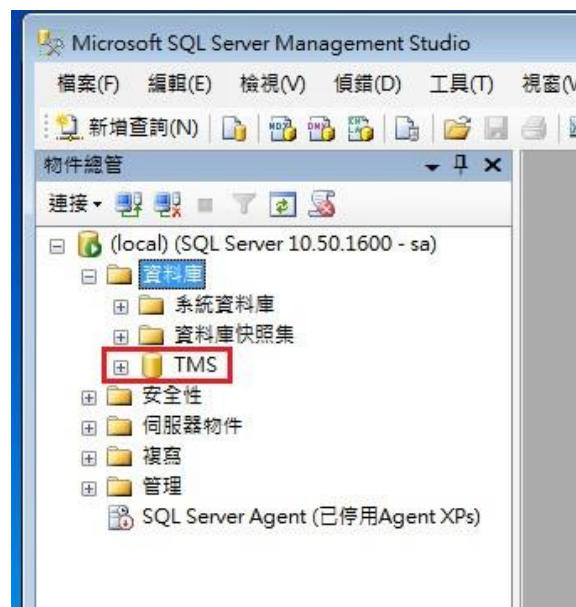 Microsoft SQL Server Management Studio
檔案(F) 編輯(E) 檢視(V) 偵錯(D) 工具(T) 視窗(V
新增查詢(N)
物件總管
連接
(local) (SQL Server 10.50.1600 - sa)
資料庫
系統資料庫
資料庫快照集
TMS
安全性
伺服器物件
複寫
管理
SQL Server Agent (已停用Agent XPs)